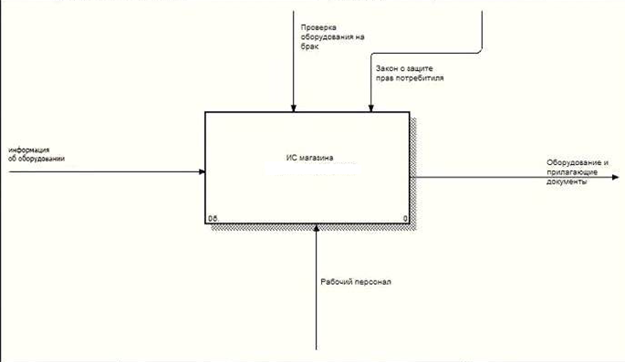 Проверка
оборудования на
брак
Закон о защите
прав потребитиля
информация
об оборудовании
ИС магазина
Оборудование и
прилагающие
документы
0б.
0
Рабочий персонал